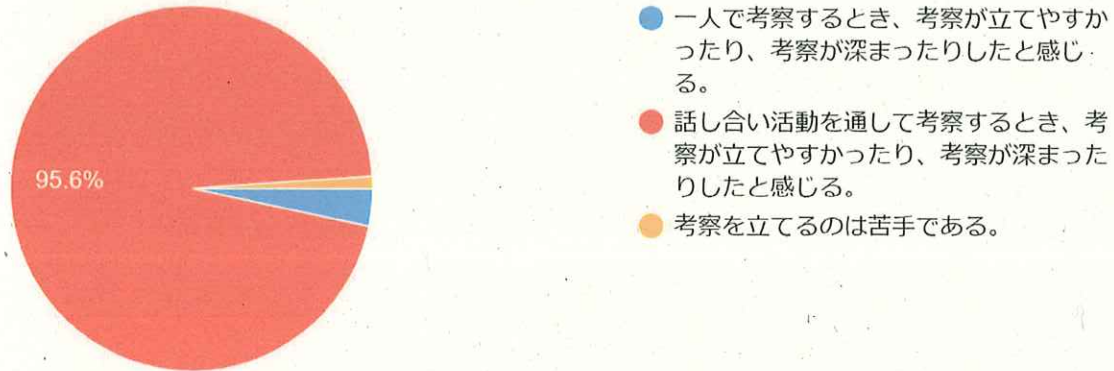 一人で考察するとき、考察が立てやすか
ったり、考察が深まったりしたと感じ
る。
話し合い活動を通して考察するとき、考
察が立てやすかったり、考察が深まった
りしたと感じる。
考察を立てるのは苦手である。
95.6%